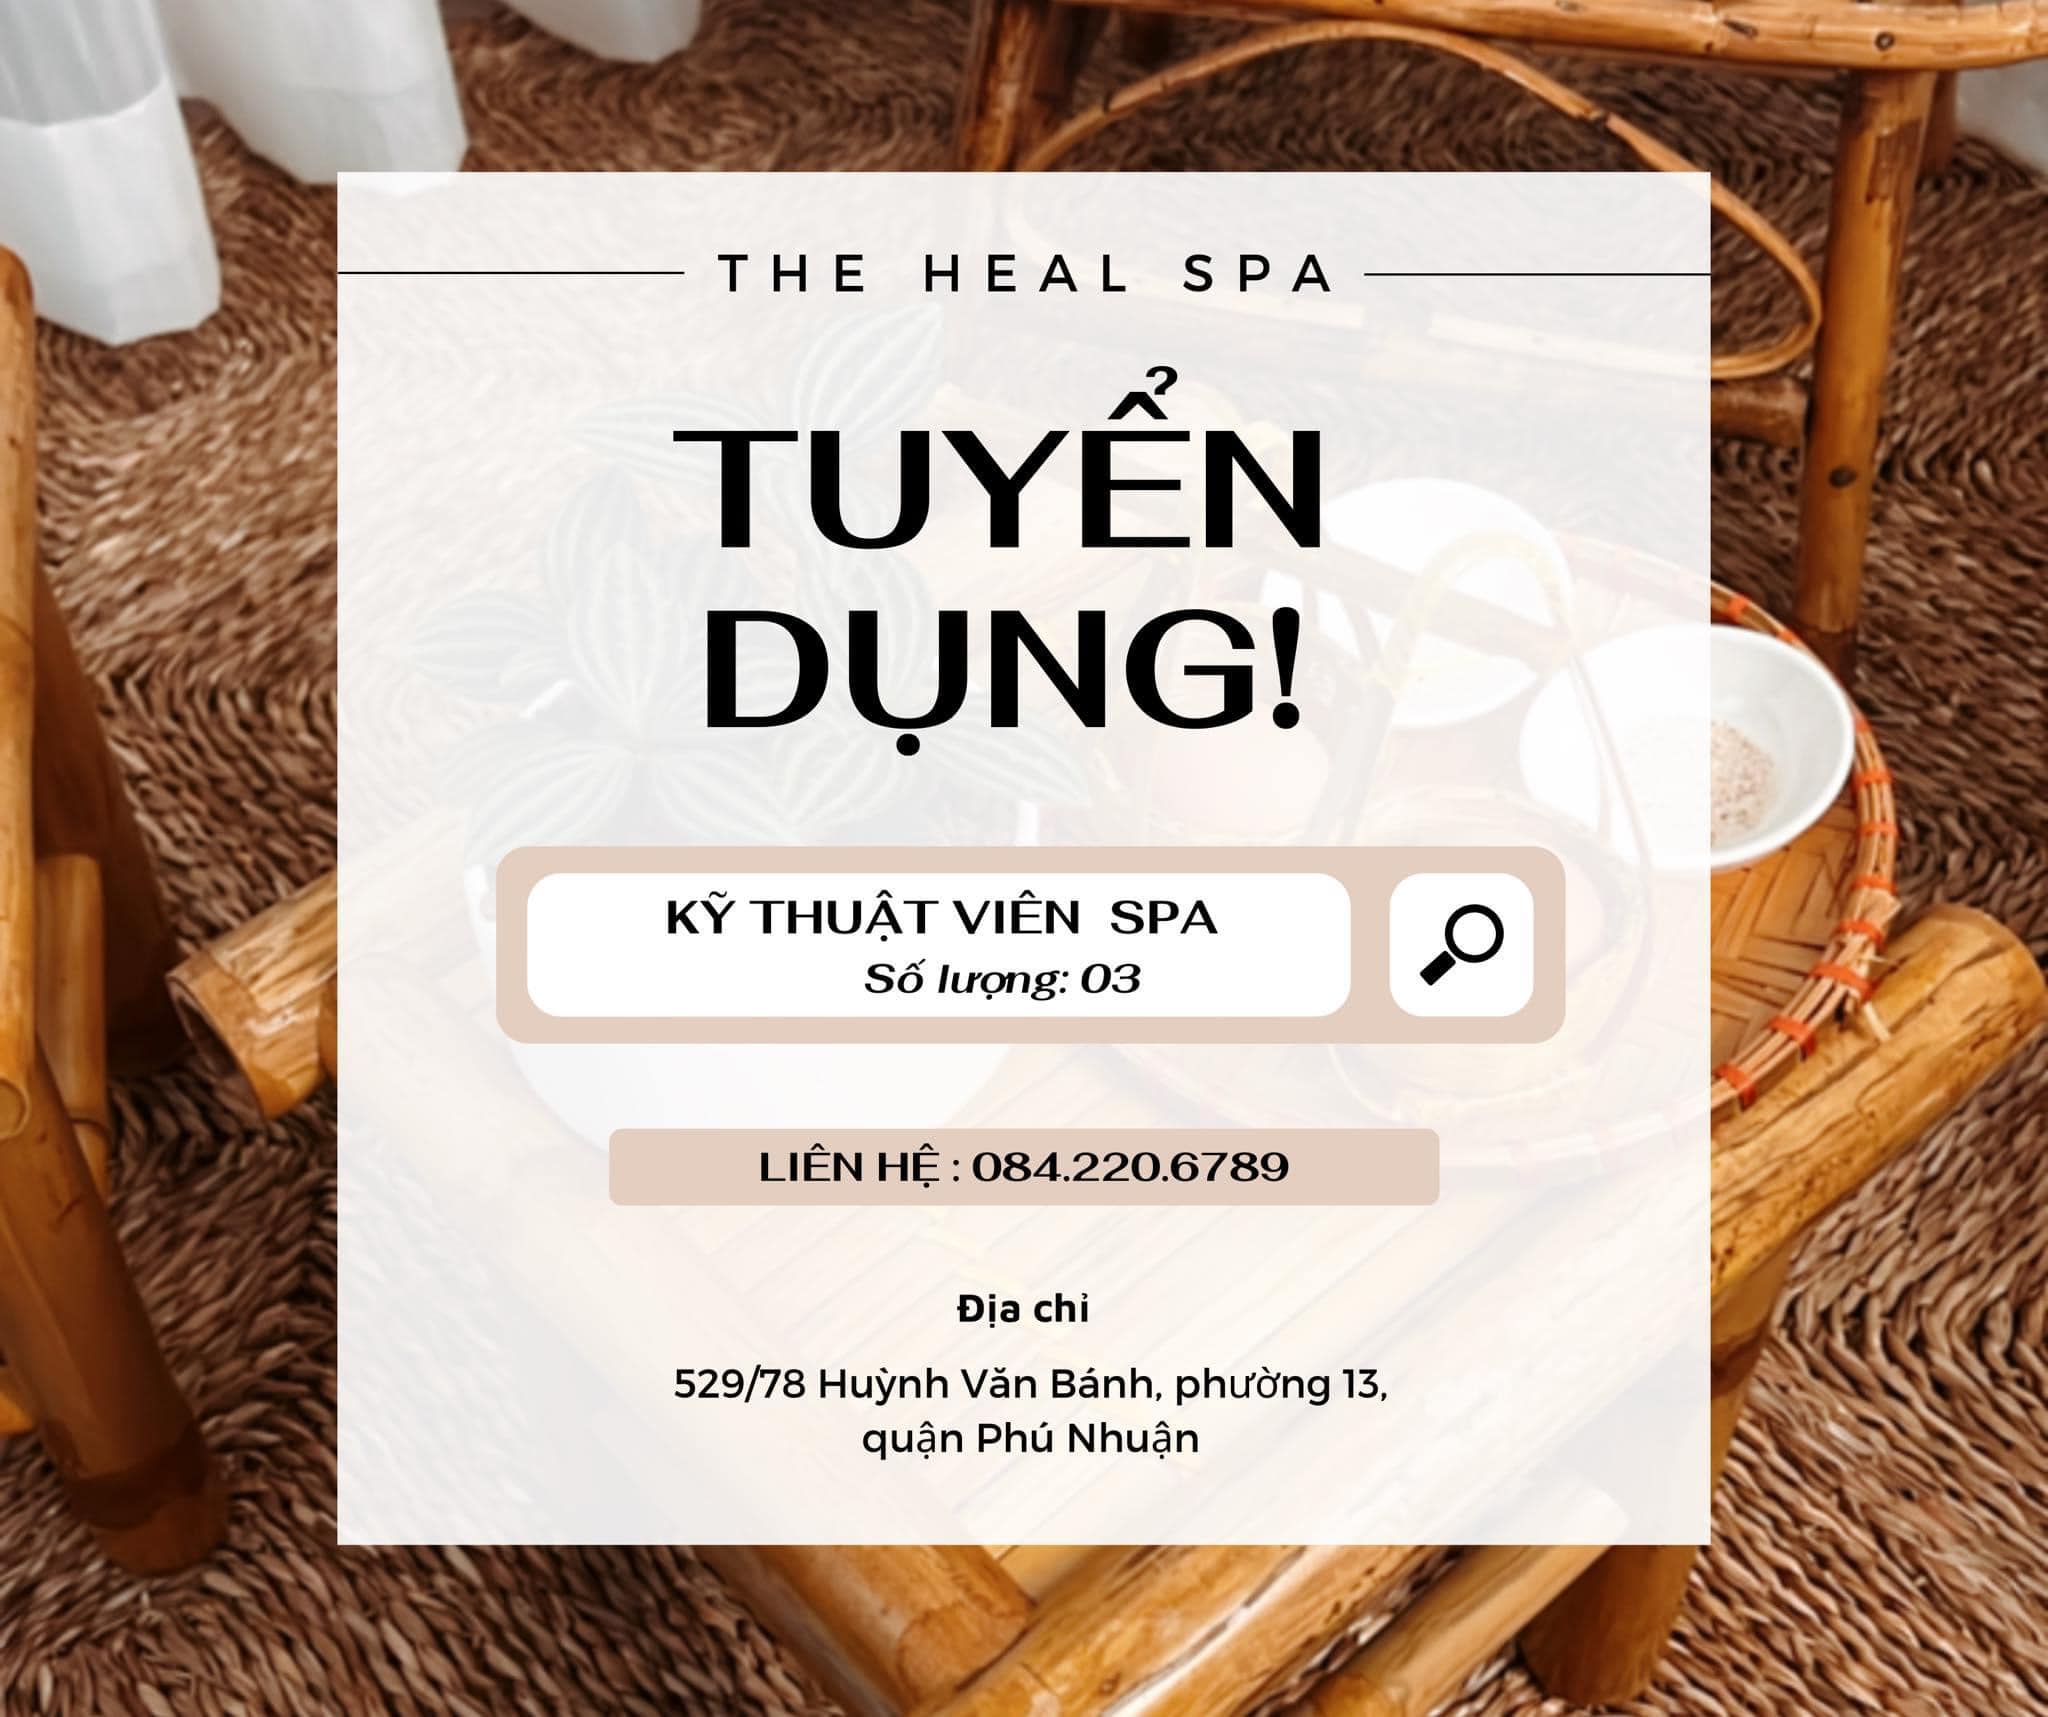 THE HEAL SPA
TUYỂN
DỤNG!
KỸ THUẬT VIÊN SPA
Số lượng: 03
LIÊN HỆ : 084.220.6789
Địa chỉ
529/78 Huỳnh Văn Bánh, phường 13,
quận Phú Nhuận